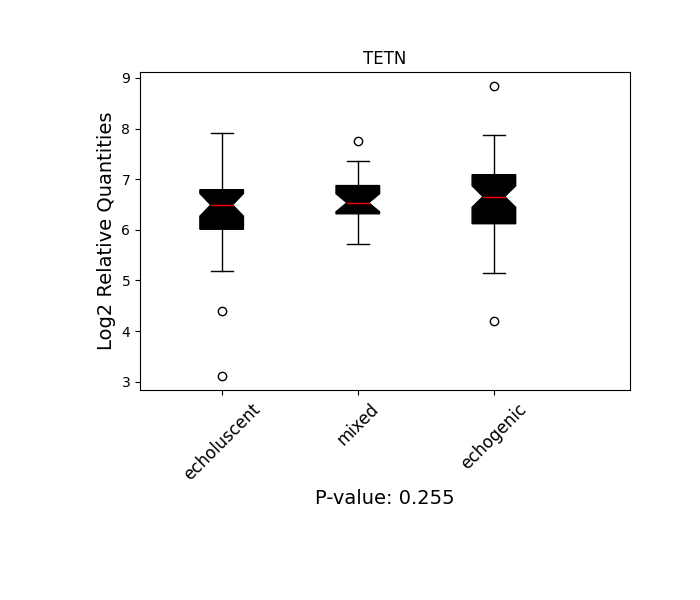 TETN
Log2 Relative Quantities
9
8
7
6
5
4
3
echoluscent
mixed
echogenic
P-value: 0.255